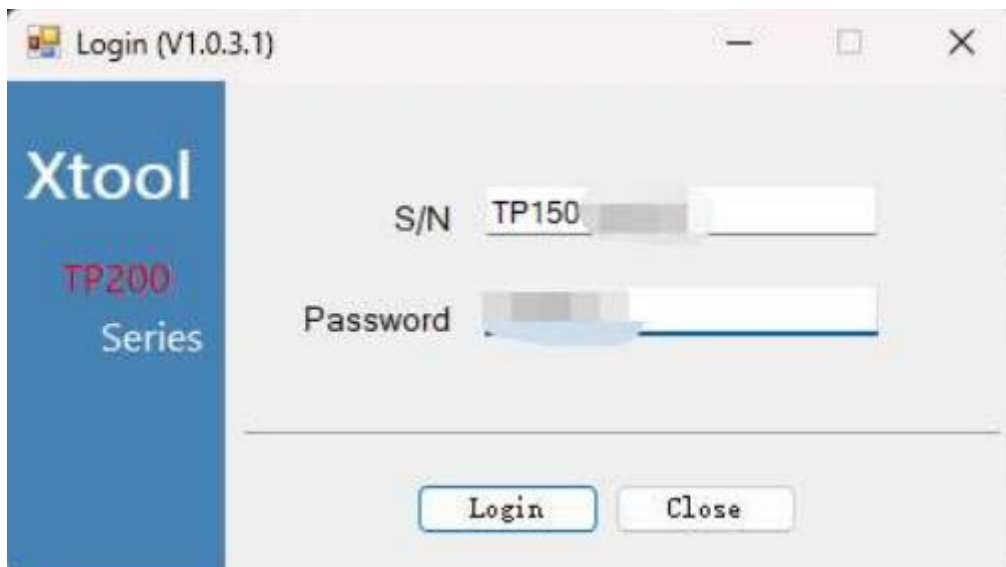 Login (V1.0.3.1)
Xtool
TP200
Series
S/N TP150
Password
Login Close